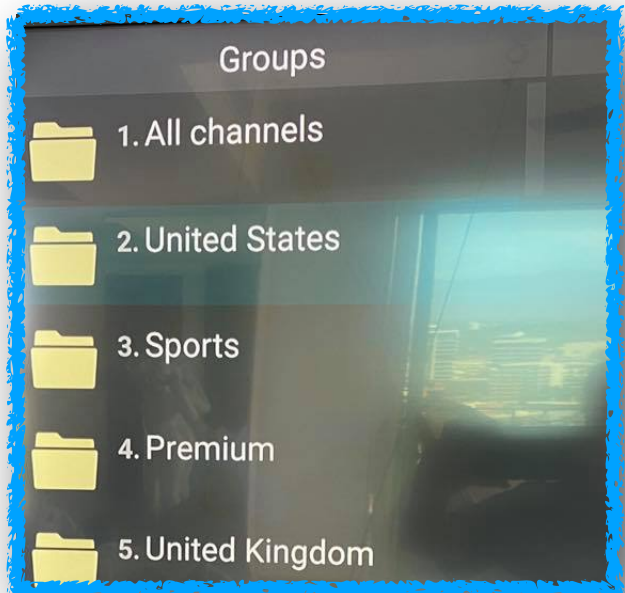 Groups
1. All channels
2. United States
3. Sports
4. Premium
5. United Kingdom